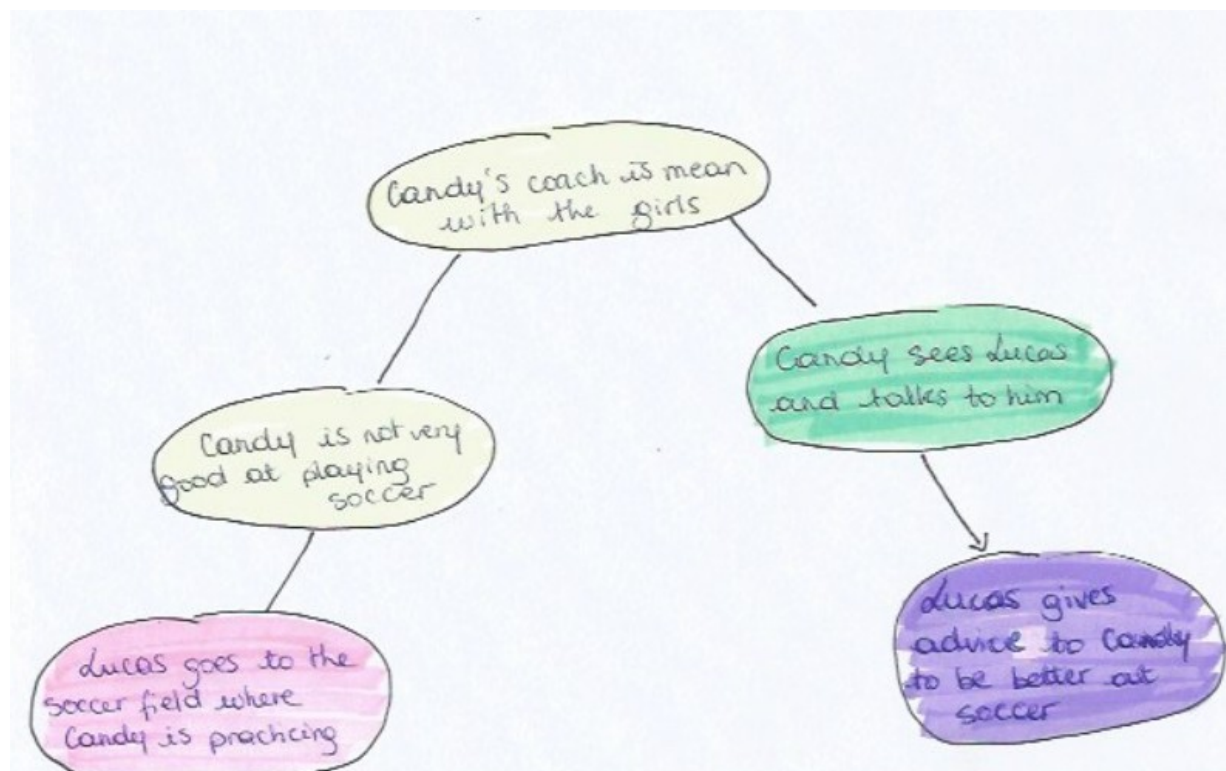 Candy's coach is mean
with the girls
Candy sees Lucas
and talks to him
Candy is not very
good at playing
soccer
Lucas gives
advice to Candy
to be better at
soccer
Lucas goes to the
soccer field where
Candy is practicing